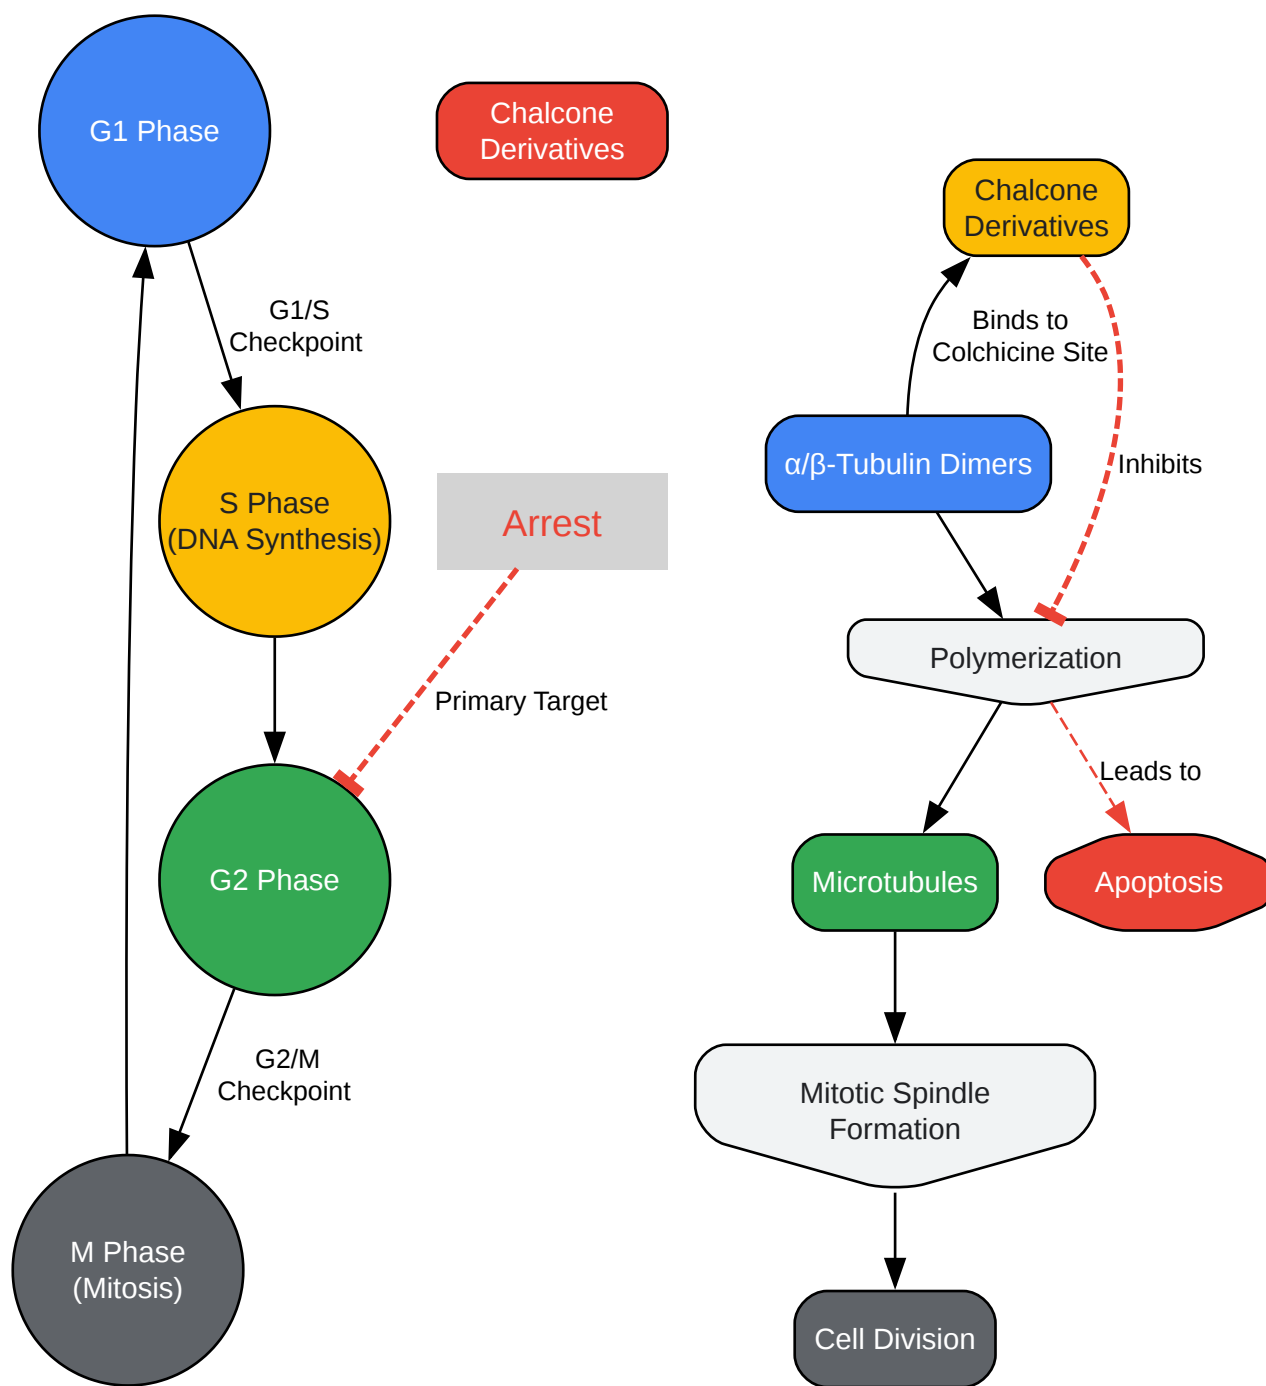 G1 Phase
Chalcone
Derivatives
G1/S
Checkpoint
S Phase
(DNA Synthesis)
Arrest
Primary Target
G2 Phase
G2/M
Checkpoint
M Phase
(Mitosis)
Chalcone
Derivatives
Binds to
Colchicine Site
α/β-Tubulin Dimers
Inhibits
Polymerization
Leads to
Microtubules
Apoptosis
Mitotic Spindle
Formation
Cell Division